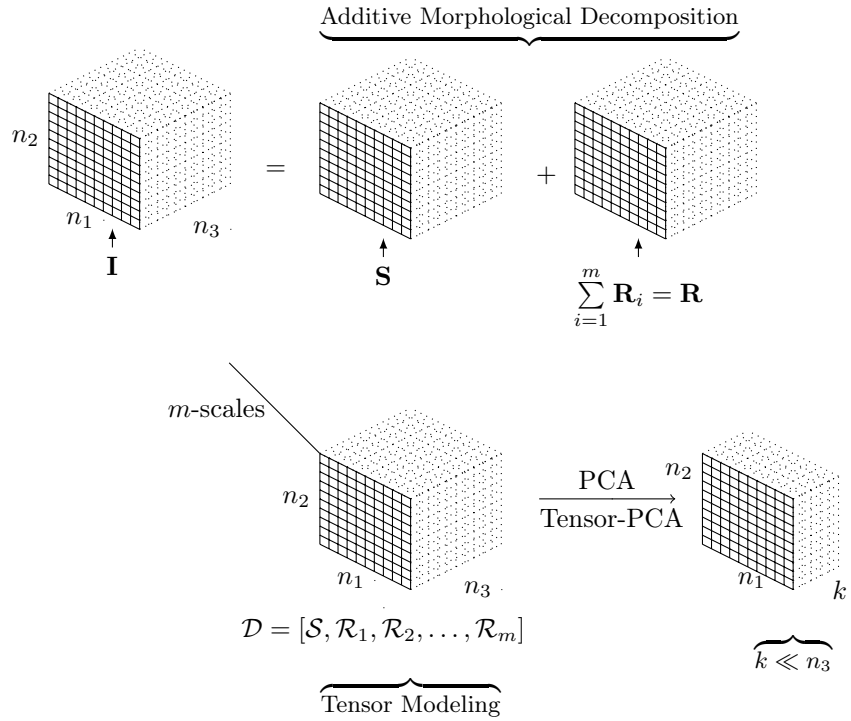 Additive Morphological Decomposition
n₂
n₁
n₃
I
=
S
+
∑ᵢ₌₁ᵐ Rᵢ = R
m-scales
n₂
n₁
n₃
𝒟 = [𝒮, ℛ₁, ℛ₂, . . . , ℛₘ]
Tensor Modeling
PCA
Tensor-PCA
n₂
n₁
k
k ≪ n₃